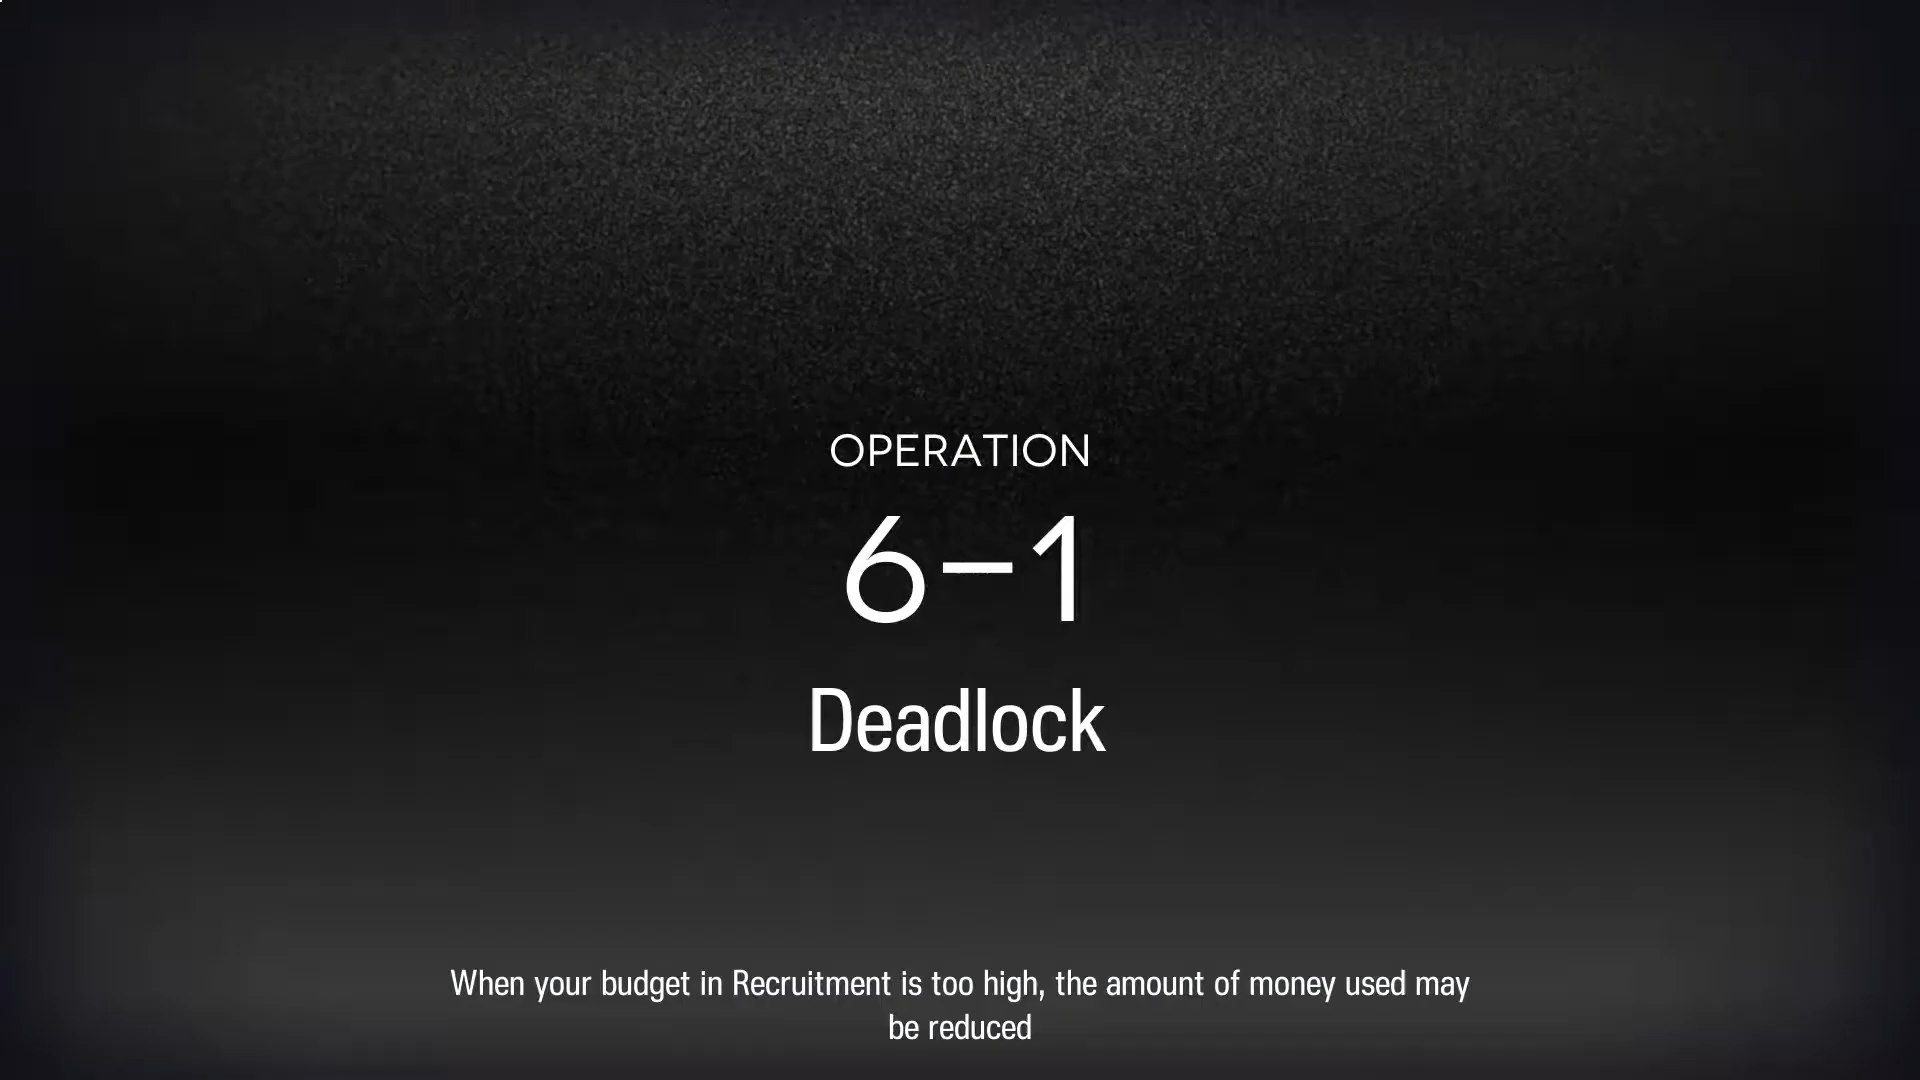 OPERATION
6-1
Deadlock
When your budget in Recruitment is too high, the amount of money used may
be reduced